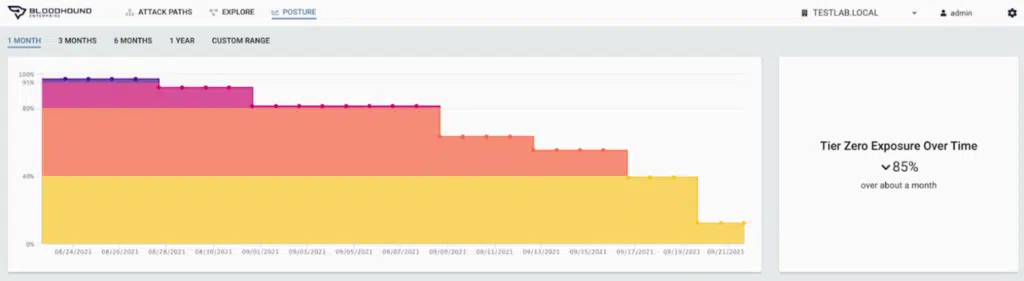 BLOODHOUND
ENTERPRISE
ATTACK PATHS
EXPLORE
POSTURE
TESTLAB.LOCAL
admin
1 MONTH
3 MONTHS
6 MONTHS
1 YEAR
CUSTOM RANGE
100%
95%
80%
40%
0%
08/24/2021
08/26/2021
08/28/2021
08/30/2021
09/01/2021
09/03/2021
09/05/2021
09/07/2021
09/09/2021
09/11/2021
09/13/2021
09/15/2021
09/17/2021
09/19/2021
09/21/2021
Tier Zero Exposure Over Time
85%
over about a month